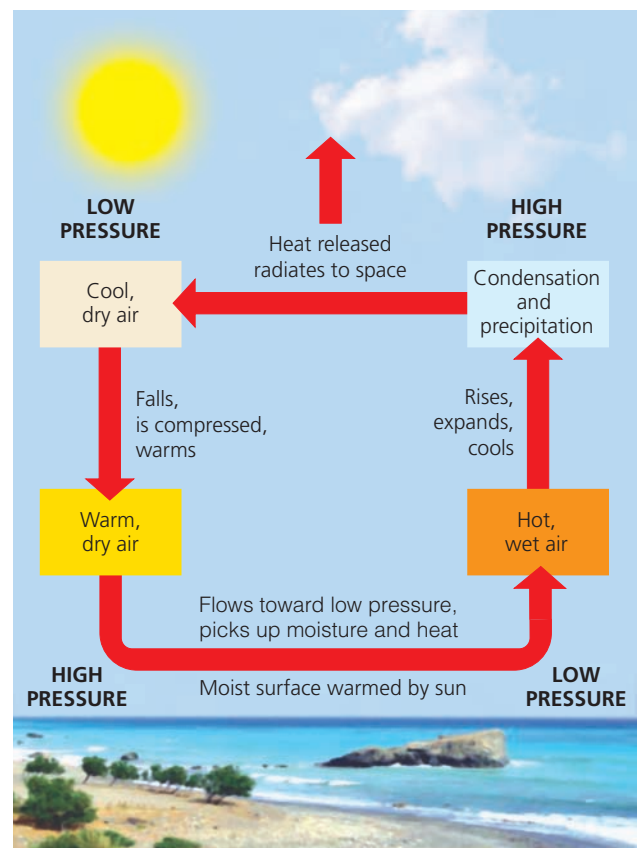 LOW
PRESSURE
HIGH
PRESSURE
Heat released
radiates to space
Cool,
dry air
Condensation
and
precipitation
Falls,
is compressed,
warms
Rises,
expands,
cools
Warm,
dry air
Hot,
wet air
Flows toward low pressure,
picks up moisture and heat
HIGH
PRESSURE
Moist surface warmed by sun
LOW
PRESSURE